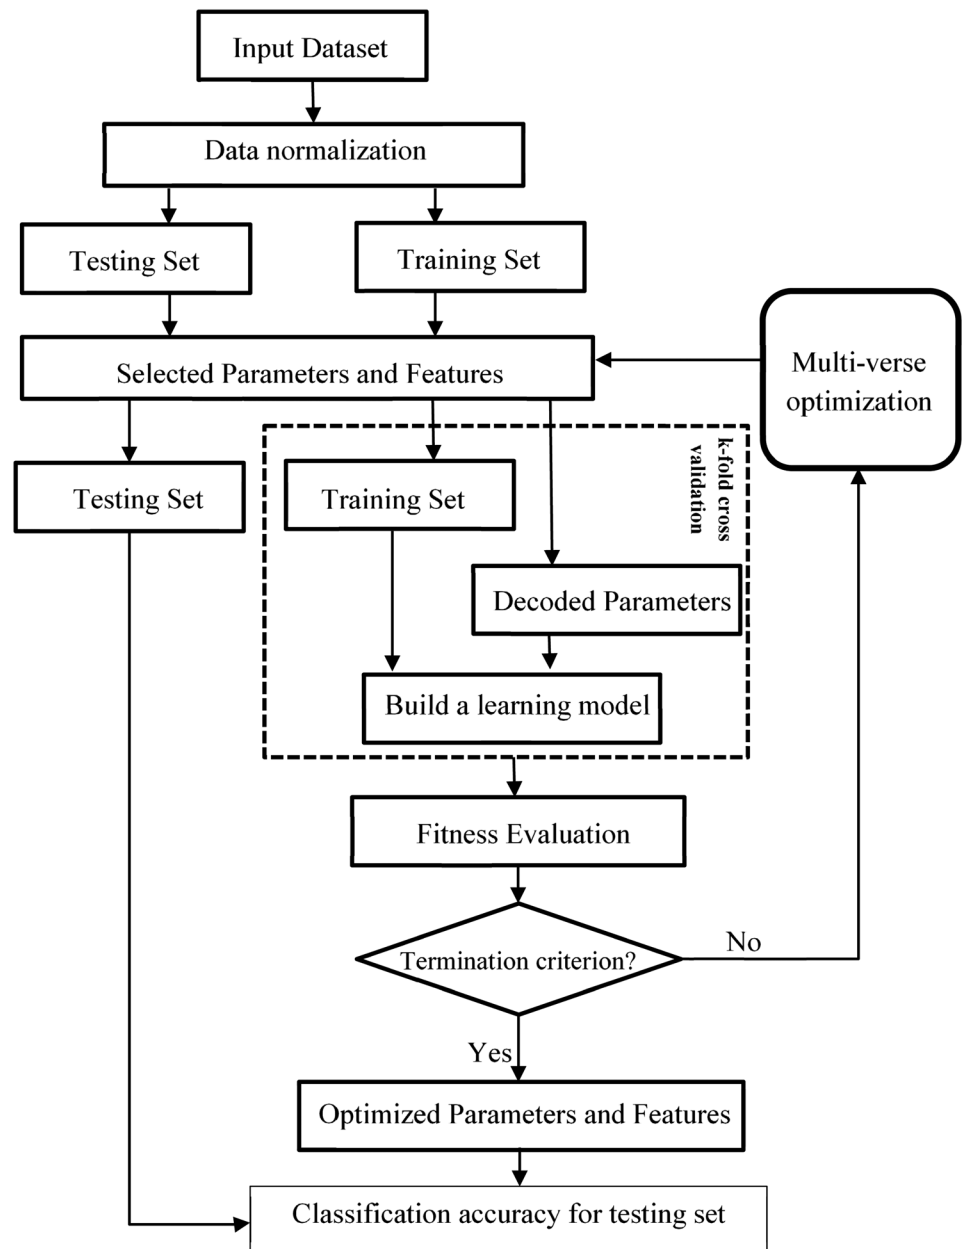 Input Dataset
Data normalization
Testing Set
Training Set
Selected Parameters and Features
Multi-verse
optimization
k-fold cross
validation
Testing Set
Training Set
Decoded Parameters
Build a learning model
Fitness Evaluation
Termination criterion?
No
Yes
Optimized Parameters and Features
Classification accuracy for testing set